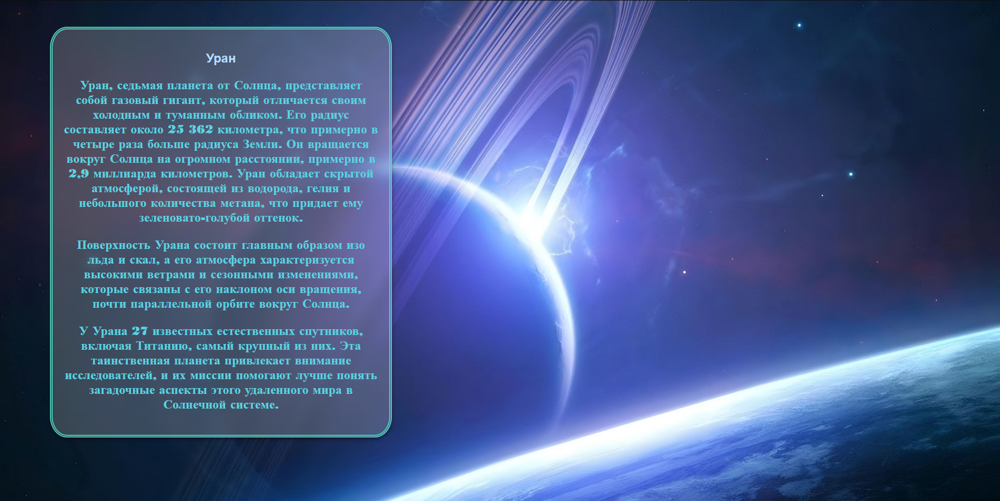 Уран
Уран, седьмая планета от Солнца, представляет
собой газовый гигант, который отличается своим
холодным и туманным обликом. Его радиус
составляет около 25 362 километра, что примерно в
четыре раза больше радиуса Земли. Он вращается
вокруг Солнца на огромном расстоянии, примерно в
2,9 миллиарда километров. Уран обладает скрытой
атмосферой, состоящей из водорода, гелия и
небольшого количества метана, что придает ему
зеленовато-голубой оттенок.
Поверхность Урана состоит главным образом изо
льда и скал, а его атмосфера характеризуется
высокими ветрами и сезонными изменениями,
которые связаны с его наклоном оси вращения,
почти параллельной орбите вокруг Солнца.
У Урана 27 известных естественных спутников,
включая Титанию, самый крупный из них. Эта
таинственная планета привлекает внимание
исследователей, и их миссии помогают лучше понять
загадочные аспекты этого удаленного мира в
Солнечной системе.